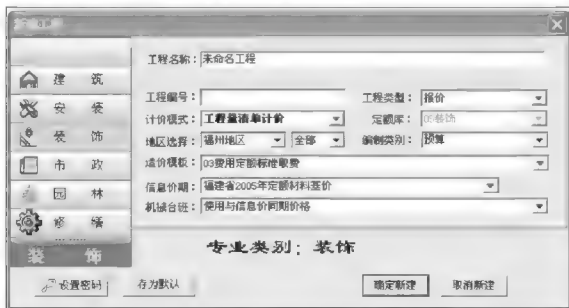 工程名称: 未命名工程
建 筑
工程编号: 工程类型: 报价
安 装
计价模式: 工程量清单计价 定额库: 05装饰
装 饰
地区选择: 福州地区 全部 编制类别: 预算
市 政
造价模板: 03费用定额标准取费
园 林
信息价期: 福建省2005年定额材料基价
修 缮
机械台班: 使用与信息价同期价格
装 饰
专业类别: 装饰
设置密码 存为默认 确定新建 取消新建